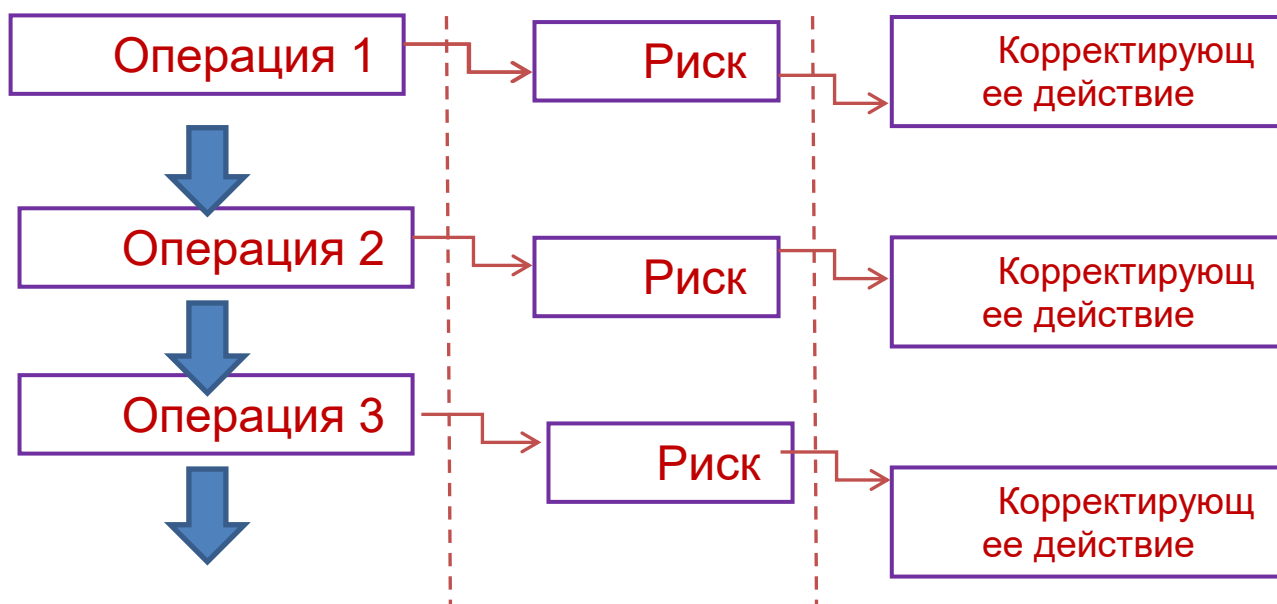 Операция 1
Риск
Корректирующ
ее действие
Операция 2
Риск
Корректирующ
ее действие
Операция 3
Риск
Корректирующ
ее действие